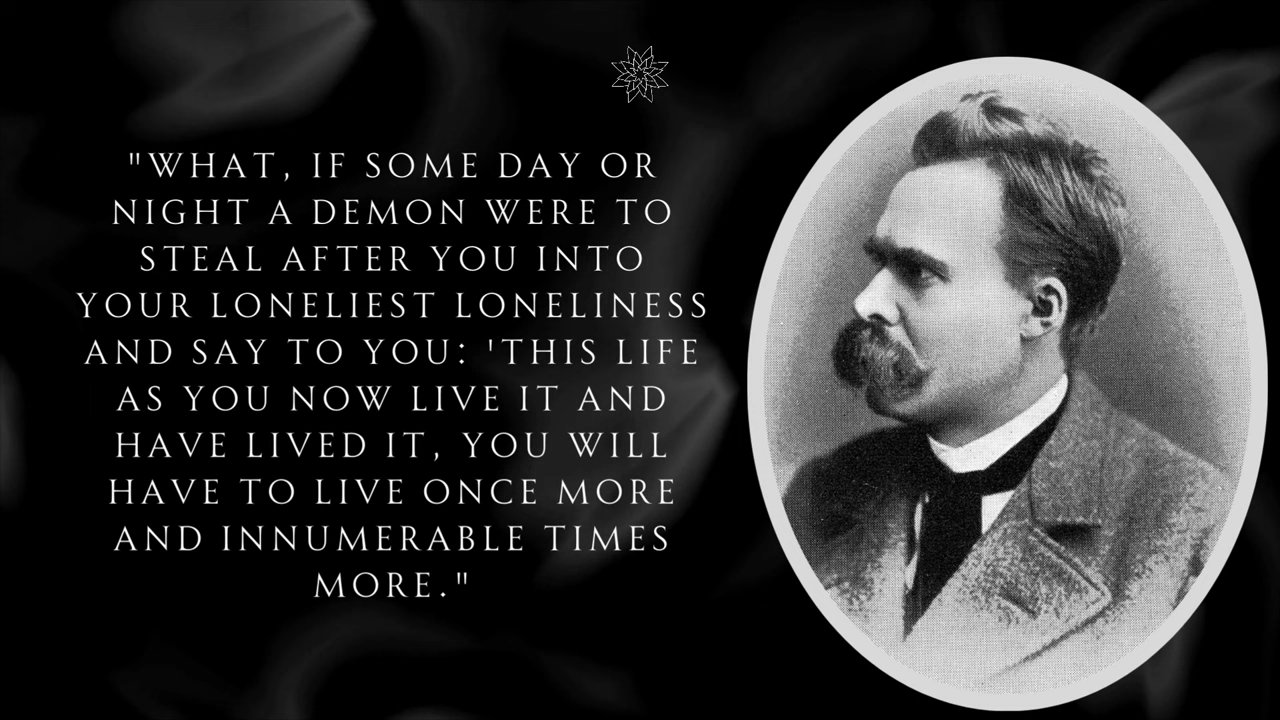 "WHAT, IF SOME DAY OR
NIGHT A DEMON WERE TO
STEAL AFTER YOU INTO
YOUR LONELIEST LONELINESS
AND SAY TO YOU: 'THIS LIFE
AS YOU NOW LIVE IT AND
HAVE LIVED IT, YOU WILL
HAVE TO LIVE ONCE MORE
AND INNUMERABLE TIMES
MORE."